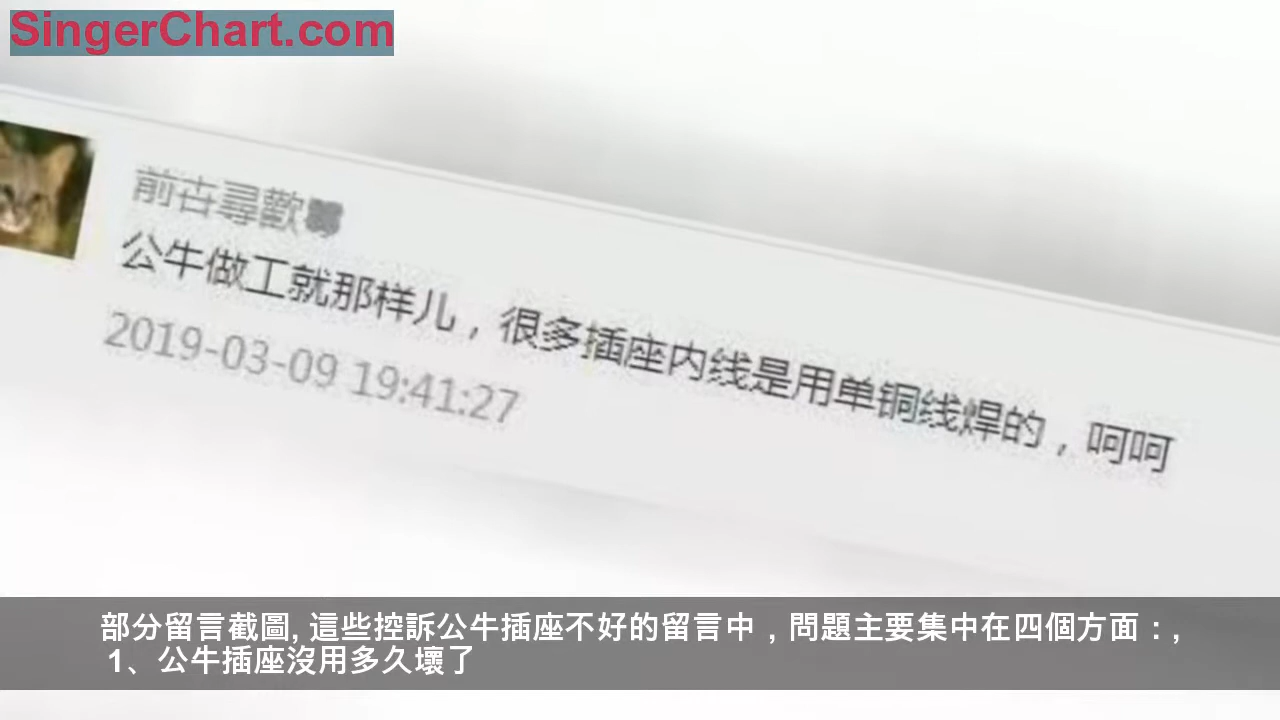 SingerChart.com
前卋尋歡
公牛做工就那样儿，很多插座内线是用单铜线焊的，呵呵
2019-03-09 19:41:27
部分留言截圖, 這些控訴公牛插座不好的留言中，問題主要集中在四個方面：,
1、公牛插座沒用多久壞了